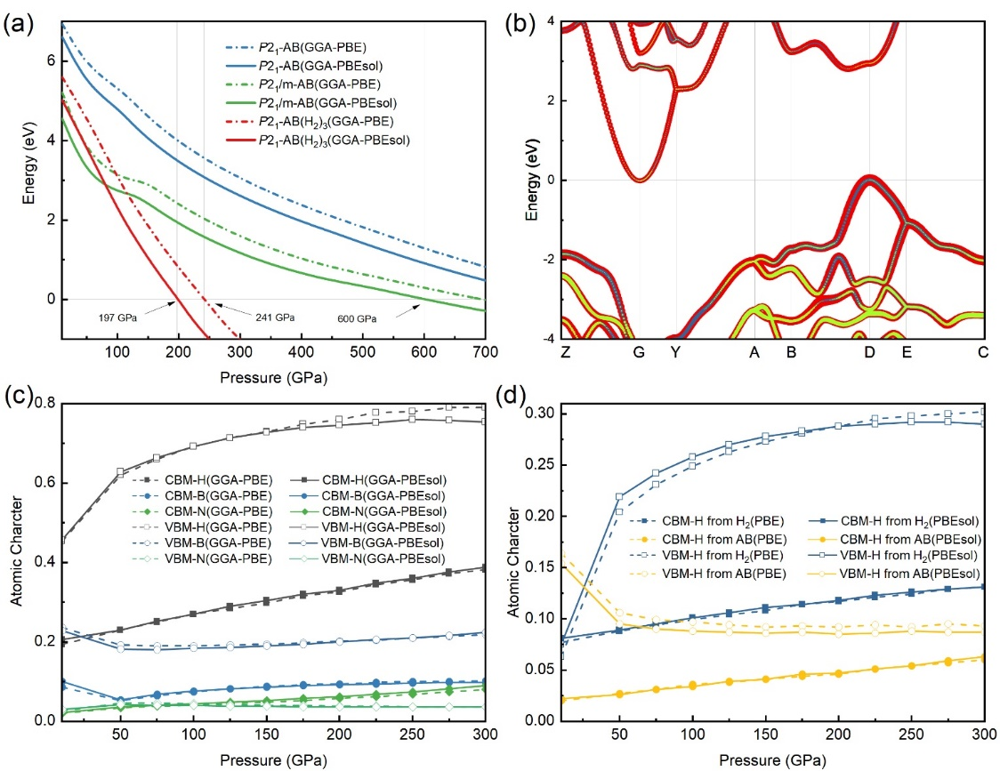 (a)
Energy (eV)
6
4
2
0
P2₁-AB(GGA-PBE)
P2₁-AB(GGA-PBEsol)
P2₁/m-AB(GGA-PBE)
P2₁/m-AB(GGA-PBEsol)
P2₁-AB(H₂)₃(GGA-PBE)
P2₁-AB(H₂)₃(GGA-PBEsol)
197 GPa
241 GPa
600 GPa
100 200 300 400 500 600 700
Pressure (GPa)
(b)
Energy (eV)
4
2
0
-2
-4
Z G Y A B D E C
(c)
Atomic Charcter
0.8
0.6
0.4
0.2
0.0
CBM-H(GGA-PBE) CBM-H(GGA-PBEsol)
CBM-B(GGA-PBE) CBM-B(GGA-PBEsol)
CBM-N(GGA-PBE) CBM-N(GGA-PBEsol)
VBM-H(GGA-PBE) VBM-H(GGA-PBEsol)
VBM-B(GGA-PBE) VBM-B(GGA-PBEsol)
VBM-N(GGA-PBE) VBM-N(GGA-PBEsol)
50 100 150 200 250 300
Pressure (GPa)
(d)
Atomic Charcter
0.30
0.25
0.20
0.15
0.10
0.05
0.00
CBM-H from H₂(PBE) CBM-H from H₂(PBEsol)
CBM-H from AB(PBE) CBM-H from AB(PBEsol)
VBM-H from H₂(PBE) VBM-H from H₂(PBEsol)
VBM-H from AB(PBE) VBM-H from AB(PBEsol)
50 100 150 200 250 300
Pressure (GPa)